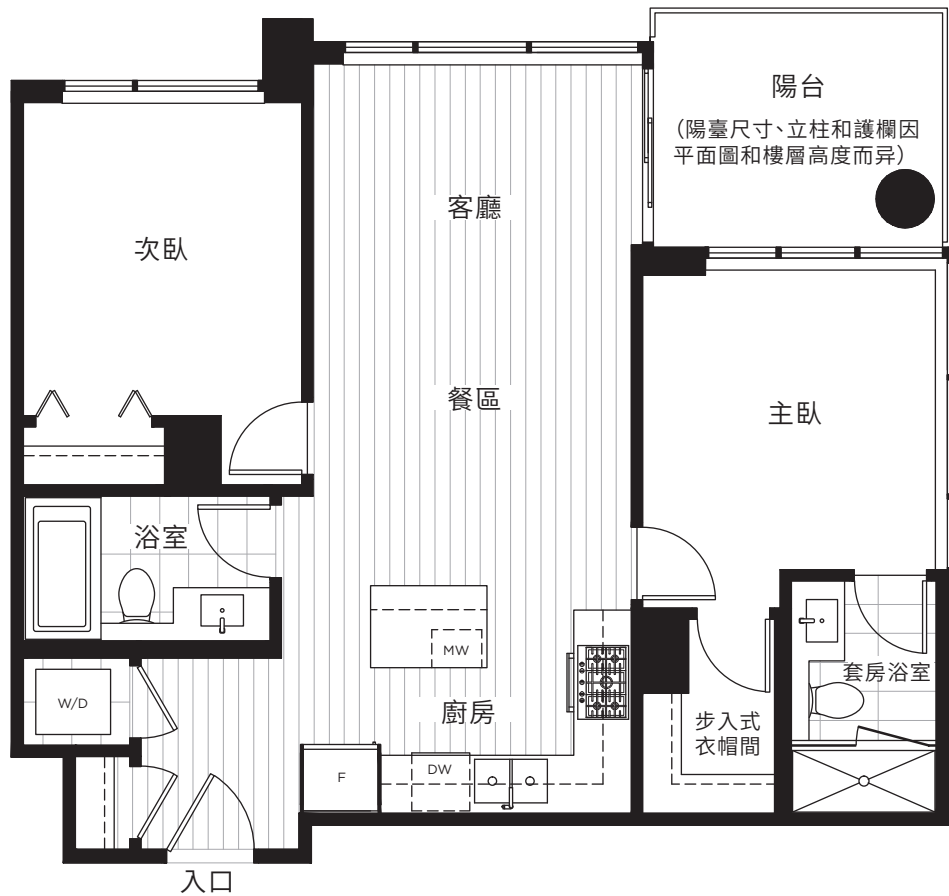 陽台
（陽臺尺寸、立柱和護欄因
平面圖和樓層高度而异）
客廳
次臥
餐區
主臥
浴室
MW
套房浴室
W/D
廚房
步入式
衣帽間
F
DW
入口